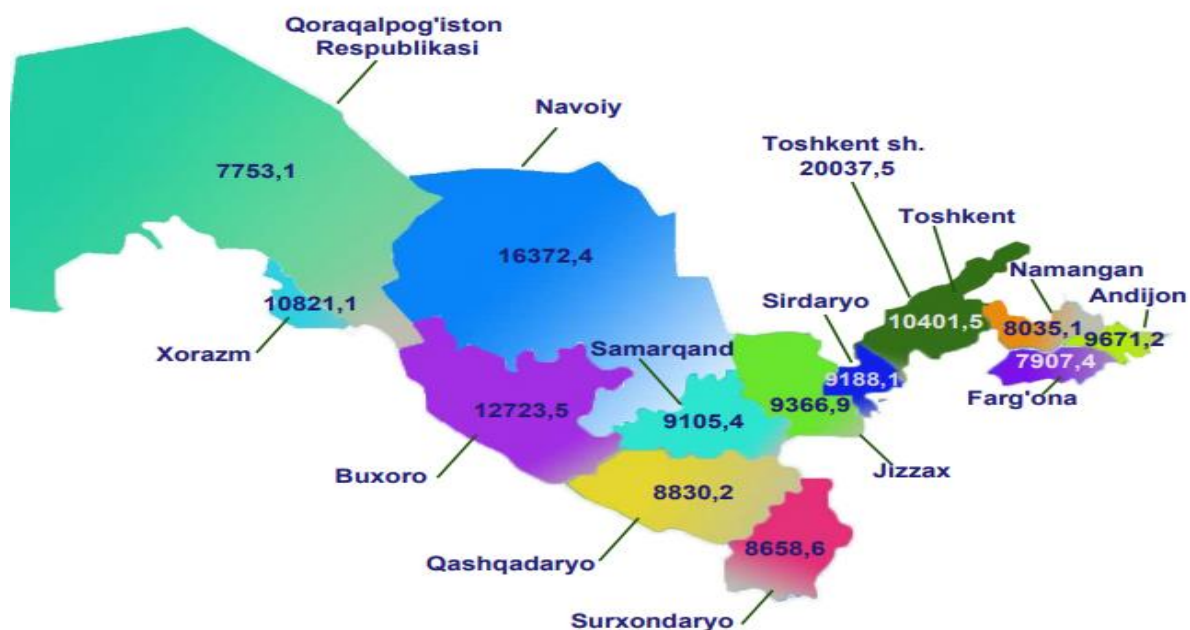 Qoraqalpog'iston
Respublikasi
Navoiy
Toshkent sh.
20037,5
7753,1
Toshkent
16372,4
Namangan
Andijon
Sirdaryo
10821,1
10401,5
8035,1
9671,2
Xorazm
Samarqand
7907,4
9188,1
Farg'ona
12723,5
9105,4
9366,9
Buxoro
Jizzax
8830,2
8658,6
Qashqadaryo
Surxondaryo